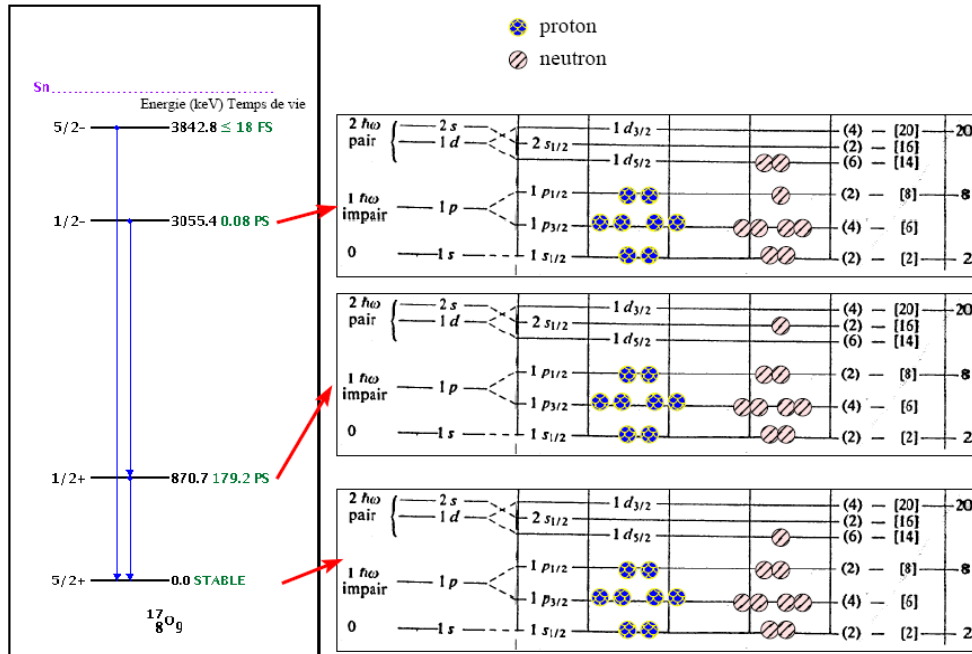 proton
neutron
Sn
Energie (keV) Temps de vie
5/2- 3842.8 ≤ 18 FS
1/2- 3055.4 0.08 PS
1/2+ 870.7 179.2 PS
5/2+ 0.0 STABLE
17
8 O 9
2 ħω 2 s 1 d3/2 (4) – [20] 20
pair 1 d 2 s1/2 (2) – [16]
1 d5/2 (6) – [14]
1 ħω 1 p1/2 (2) – [8] 8
impair 1 p
1 p3/2 (4) – [6]
0 1 s 1 s1/2 (2) – [2] 2
2 ħω 2 s 1 d3/2 (4) – [20] 20
pair 1 d 2 s1/2 (2) – [16]
1 d5/2 (6) – [14]
1 ħω 1 p1/2 (2) – [8] 8
impair 1 p
1 p3/2 (4) – [6]
0 1 s 1 s1/2 (2) – [2] 2
2 ħω 2 s 1 d3/2 (4) – [20] 20
pair 1 d 2 s1/2 (2) – [16]
1 d5/2 (6) – [14]
1 ħω 1 p1/2 (2) – [8] 8
impair 1 p
1 p3/2 (4) – [6]
0 1 s 1 s1/2 (2) – [2] 2